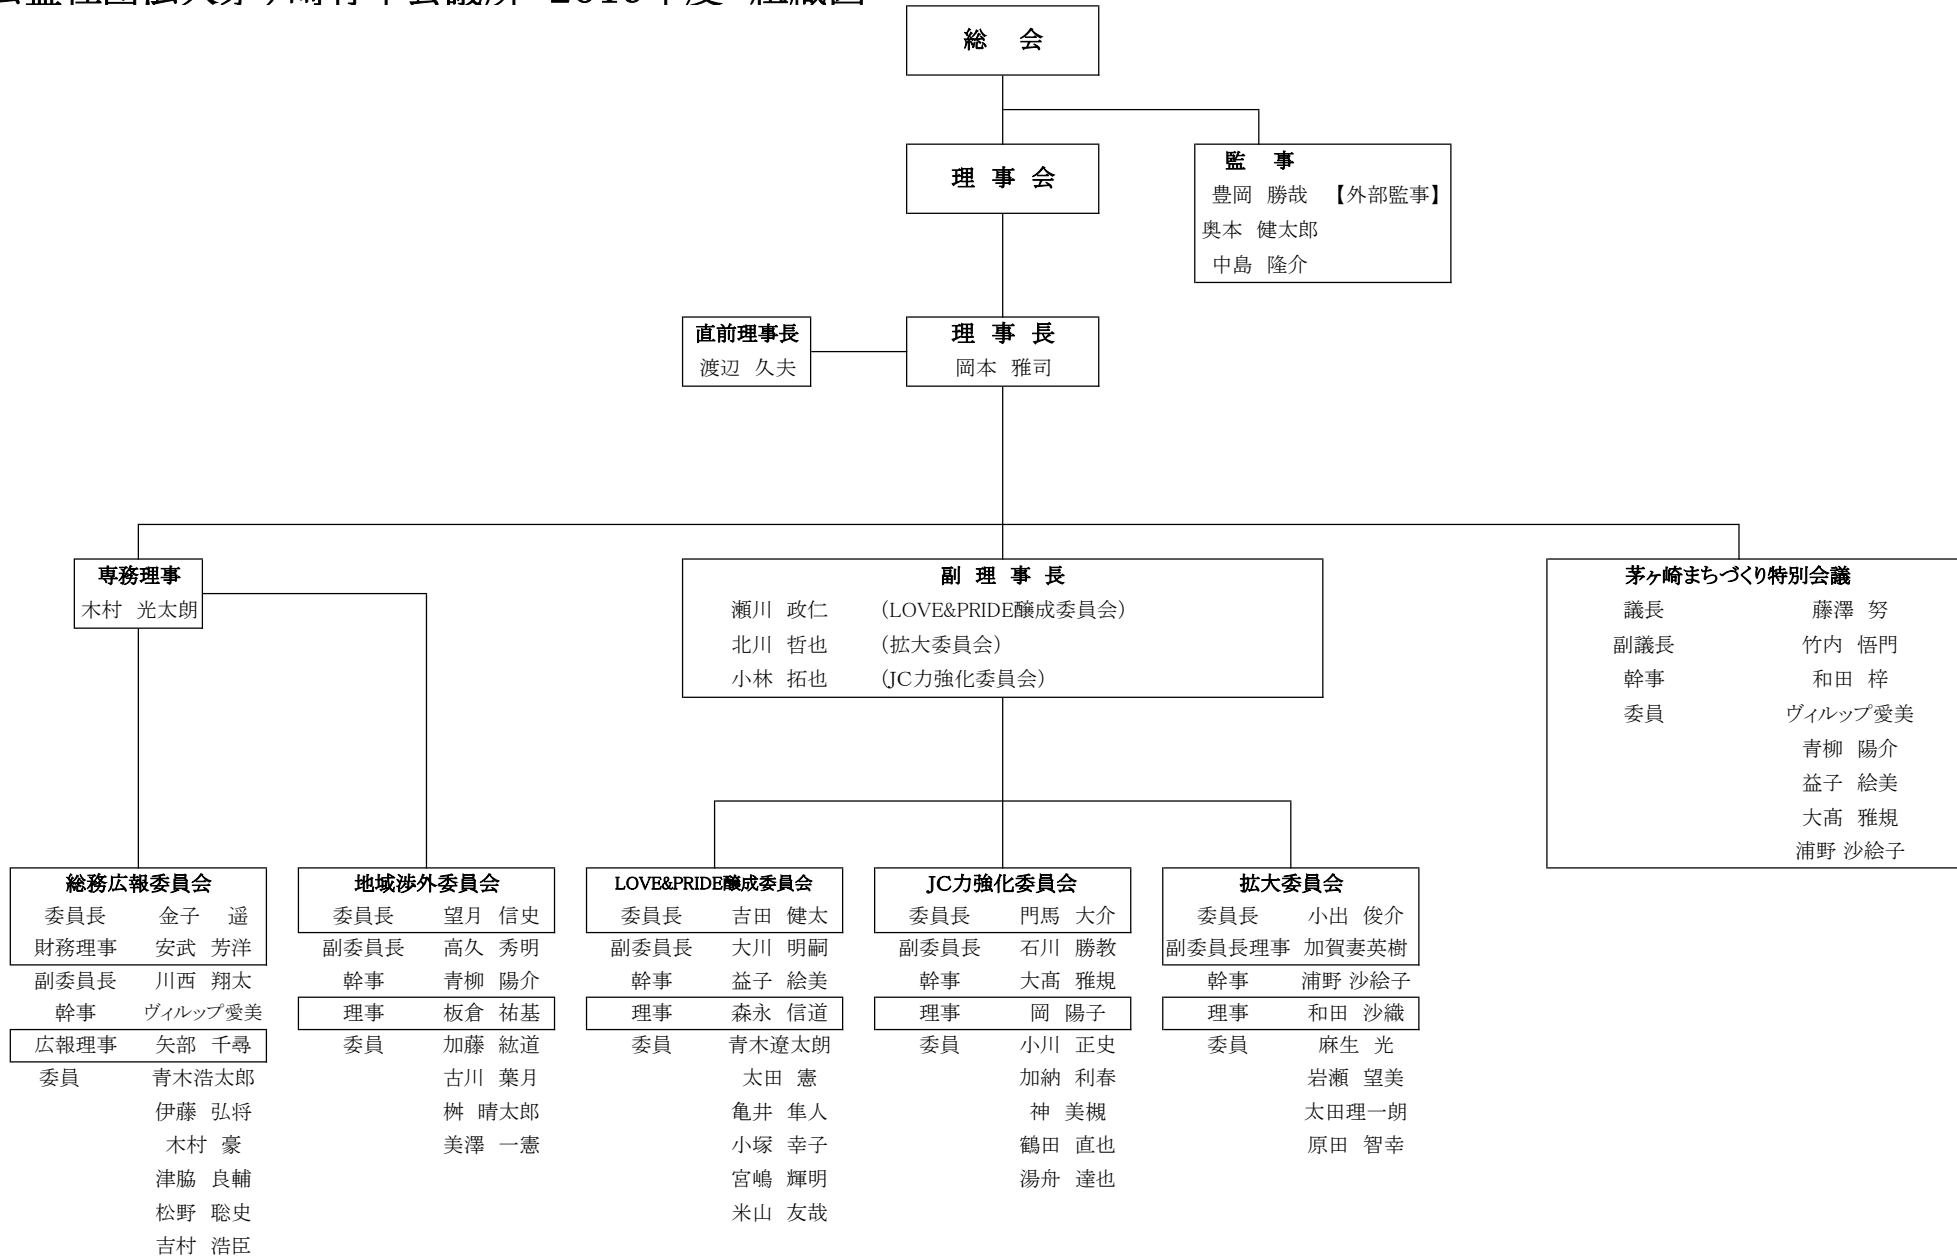 総 会
理 事 会
監 事
豊岡 勝哉 【外部監事】
奥本 健太郎
中島 隆介
直前理事長
渡辺 久夫
理 事 長
岡本 雅司
専務理事
木村 光太朗
副 理 事 長
瀬川 政仁 (LOVE&PRIDE醸成委員会)
北川 哲也 (拡大委員会)
小林 拓也 (JC力強化委員会)
茅ヶ崎まちづくり特別会議
議長 藤澤 努
副議長 竹内 悟門
幹事 和田 梓
委員 ヴィルップ愛美
青柳 陽介
益子 絵美
大髙 雅規
浦野 沙絵子
総務広報委員会
委員長 金子 遥
財務理事 安武 芳洋
副委員長 川西 翔太
幹事 ヴィルップ愛美
広報理事 矢部 千尋
委員 青木浩太郎
伊藤 弘将
木村 豪
津脇 良輔
松野 聡史
吉村 浩臣
地域渉外委員会
委員長 望月 信史
副委員長 高久 秀明
幹事 青柳 陽介
理事 板倉 祐基
委員 加藤 紘道
古川 葉月
桝 晴太郎
美澤 一憲
LOVE&PRIDE醸成委員会
委員長 吉田 健太
副委員長 大川 明嗣
幹事 益子 絵美
理事 森永 信道
委員 青木遼太朗
太田 憲
亀井 隼人
小塚 幸子
宮嶋 輝明
米山 友哉
JC力強化委員会
委員長 門馬 大介
副委員長 石川 勝教
幹事 大髙 雅規
理事 岡 陽子
委員 小川 正史
加納 利春
神 美槻
鶴田 直也
湯舟 達也
拡大委員会
委員長 小出 俊介
副委員長理事 加賀妻英樹
幹事 浦野 沙絵子
理事 和田 沙織
委員 麻生 光
岩瀬 望美
太田理一朗
原田 智幸